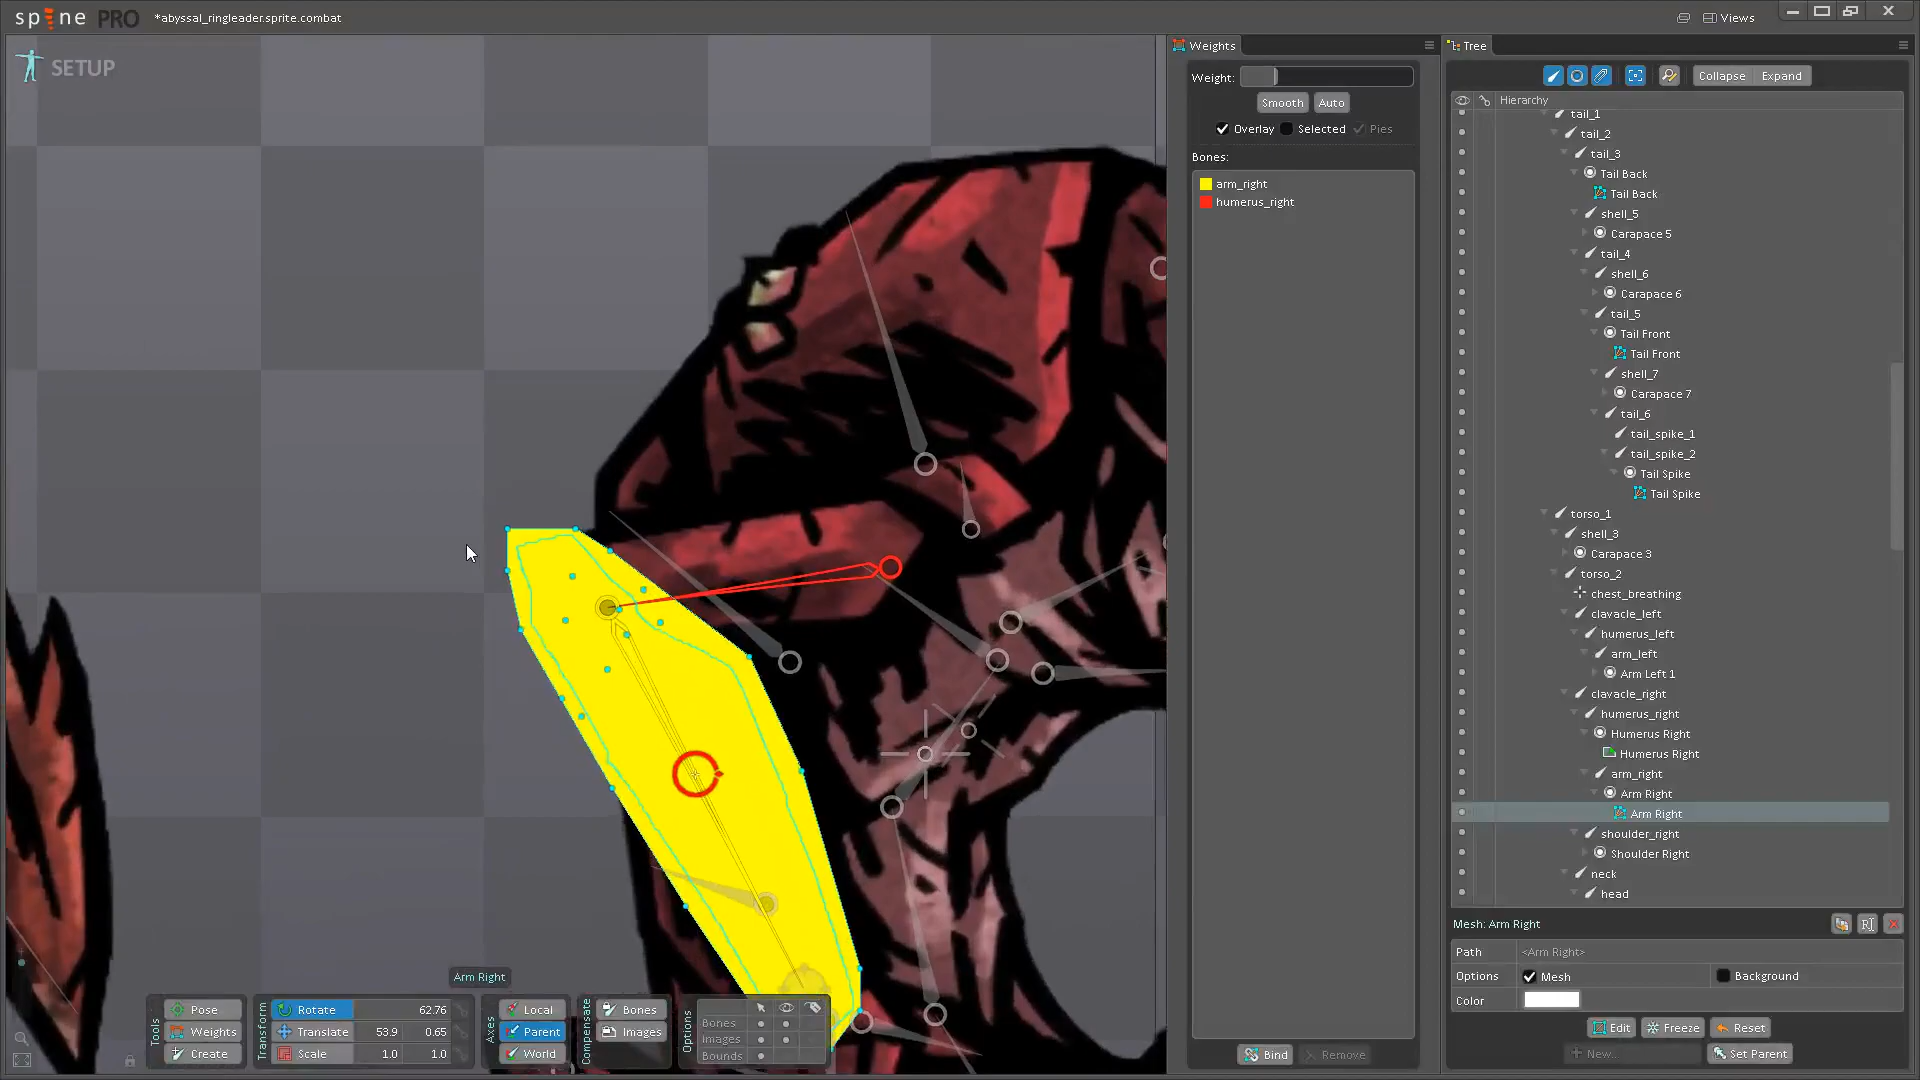 spine PRO *abyssal_ringleader.sprite.combat Views
SETUP
Weights
Weight:
Smooth Auto
Overlay Selected Pies
Bones:
arm_right
humerus_right
Bind Remove
Tree
Collapse Expand
Hierarchy
tail_1
tail_2
tail_3
Tail Back
Tail Back
shell_5
Carapace 5
tail_4
shell_6
Carapace 6
tail_5
Tail Front
Tail Front
shell_7
Carapace 7
tail_6
tail_spike_1
tail_spike_2
Tail Spike
Tail Spike
torso_1
shell_3
Carapace 3
torso_2
chest_breathing
clavacle_left
humerus_left
arm_left
Arm Left 1
clavacle_right
humerus_right
Humerus Right
Humerus Right
arm_right
Arm Right
Arm Right
shoulder_right
Shoulder Right
neck
head
Mesh: Arm Right
Path <Arm Right>
Options Mesh Background
Color
Edit Freeze Reset
New... Set Parent
Arm Right
Tools
Pose
Weights
Create
Transform
Rotate 62.76
Translate 53.9 0.65
Scale 1.0 1.0
Axes
Local
Parent
World
Compensate
Bones
Images
Options
Bones
Images
Bounds